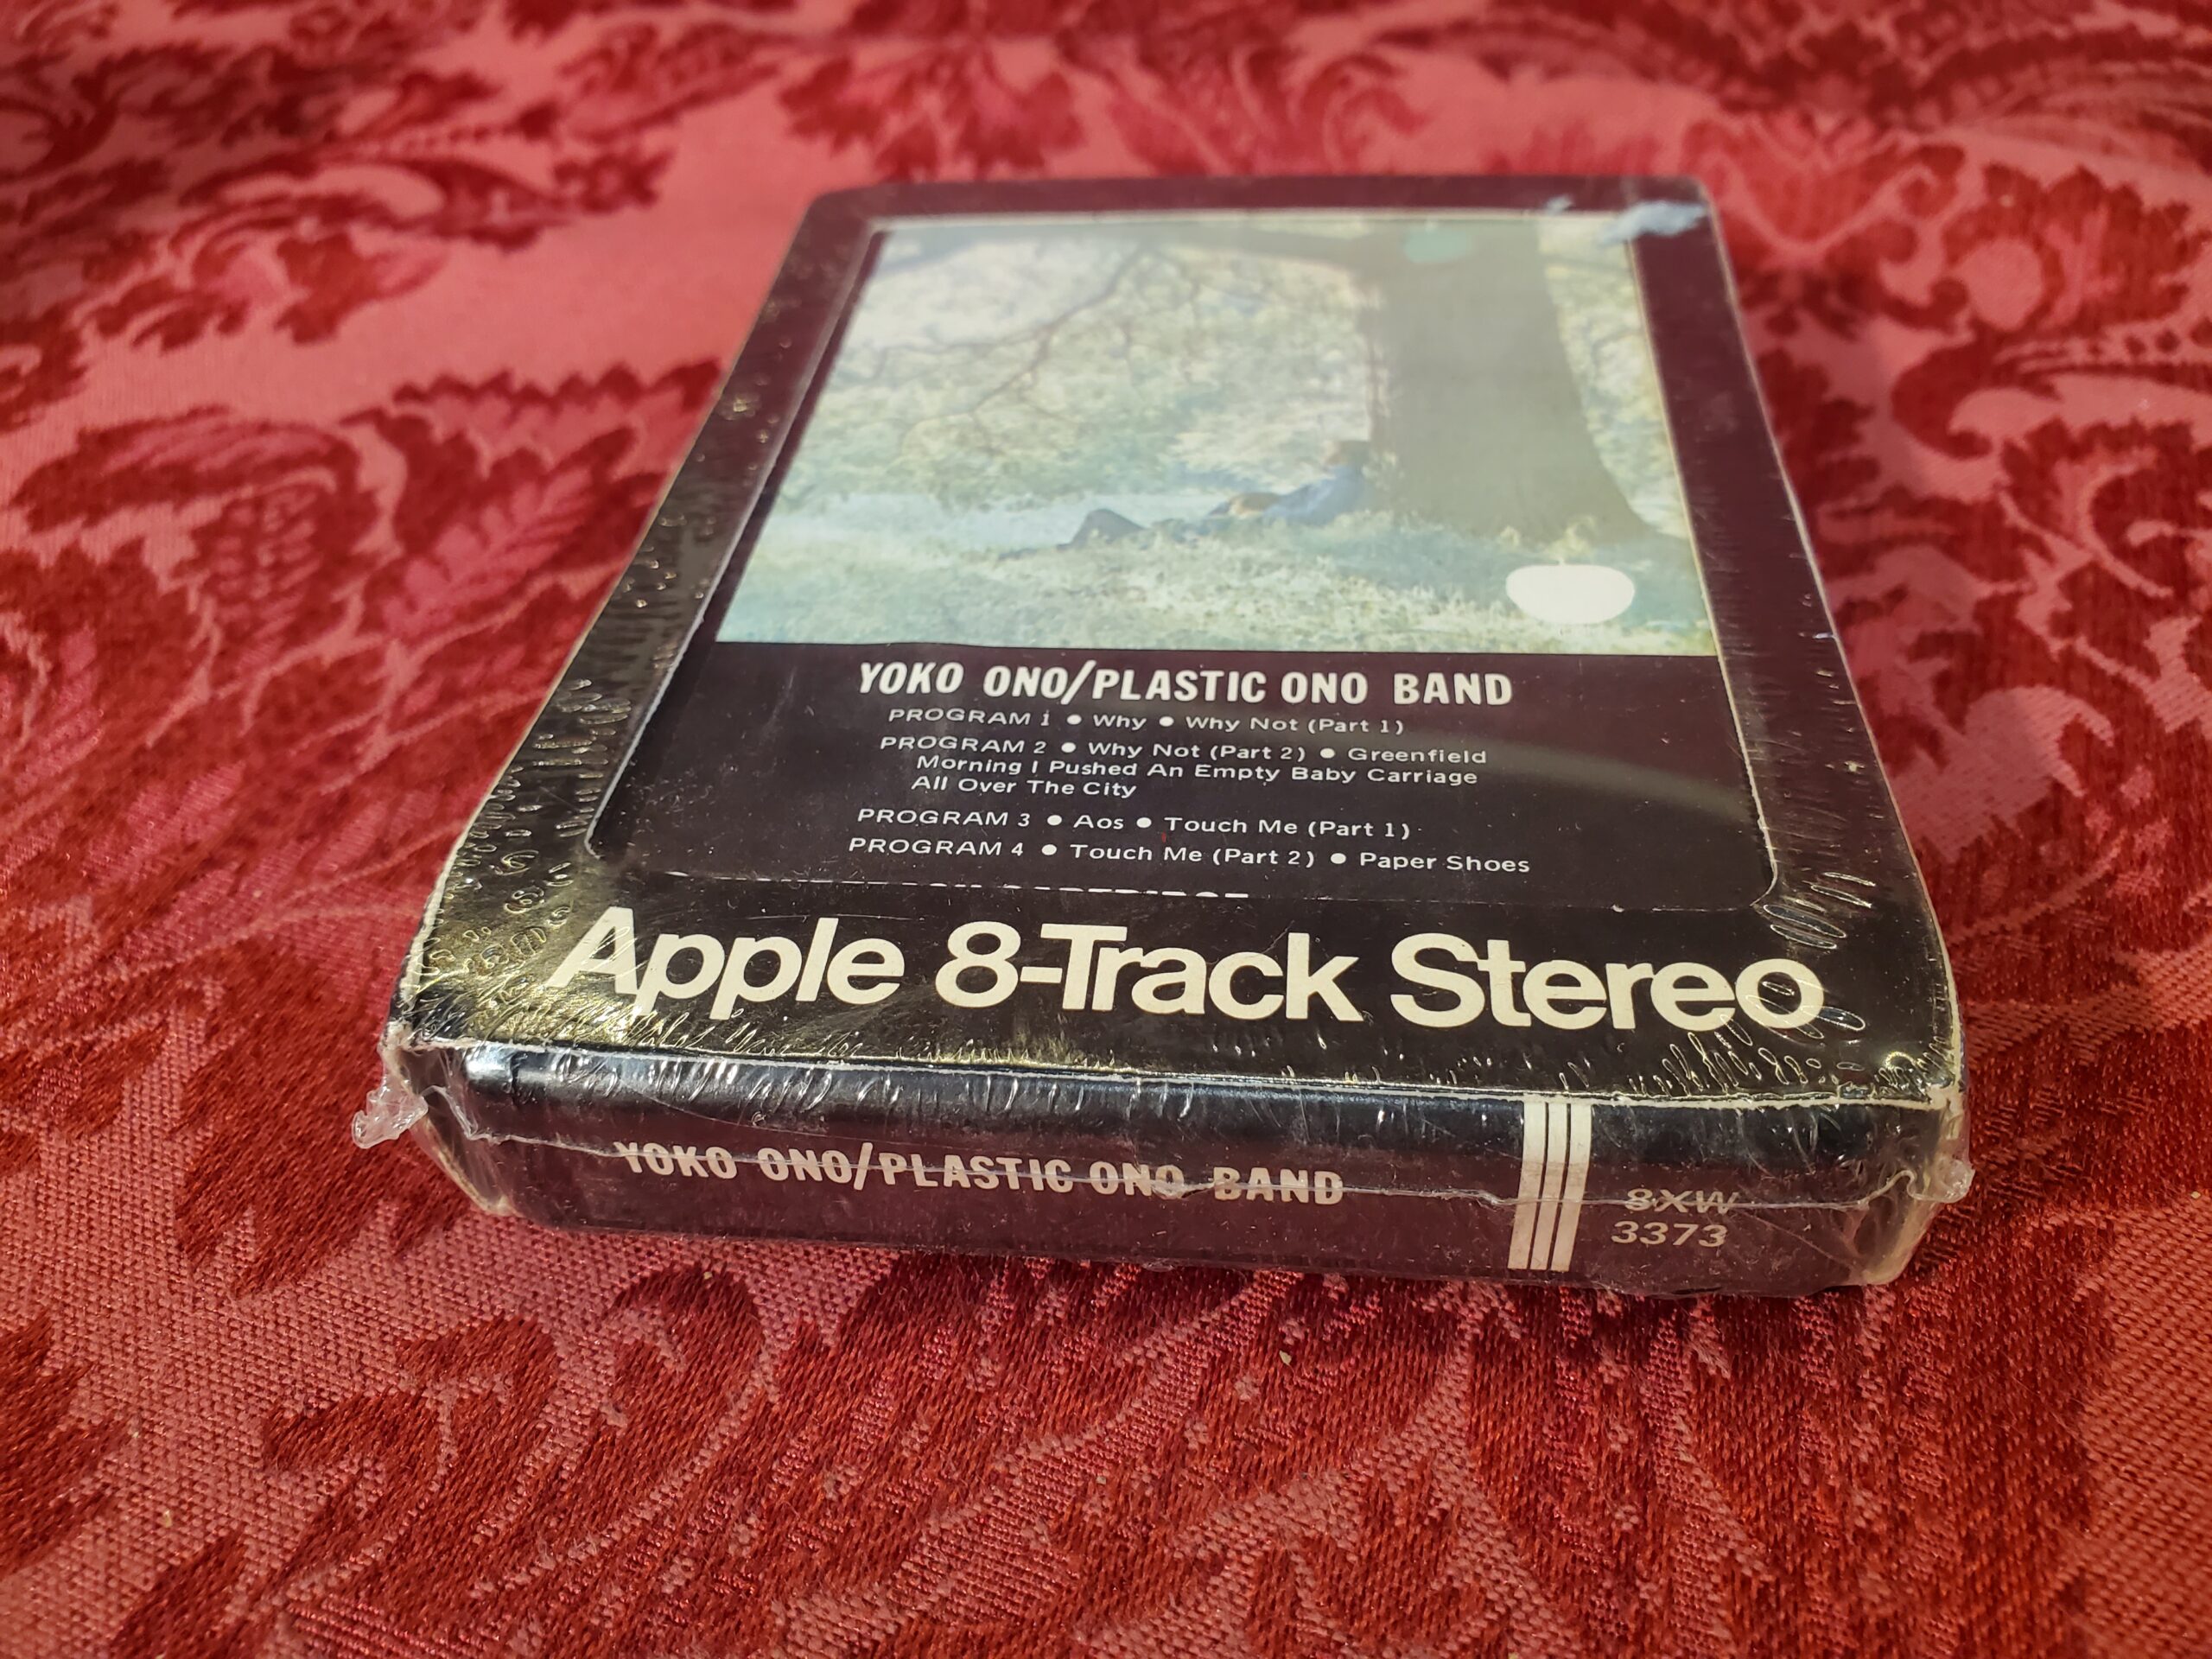 YOKO ONO/PLASTIC ONO BAND
PROGRAM 1 ● Why ● Why Not (Part 1)
PROGRAM 2 ● Why Not (Part 2) ● Greenfield
Morning I Pushed An Empty Baby Carriage
All Over The City
PROGRAM 3 ● Aos ● Touch Me (Part 1)
PROGRAM 4 ● Touch Me (Part 2) ● Paper Shoes
Apple 8-Track Stereo
YOKO ONO/PLASTIC ONO BAND
8XW
3373